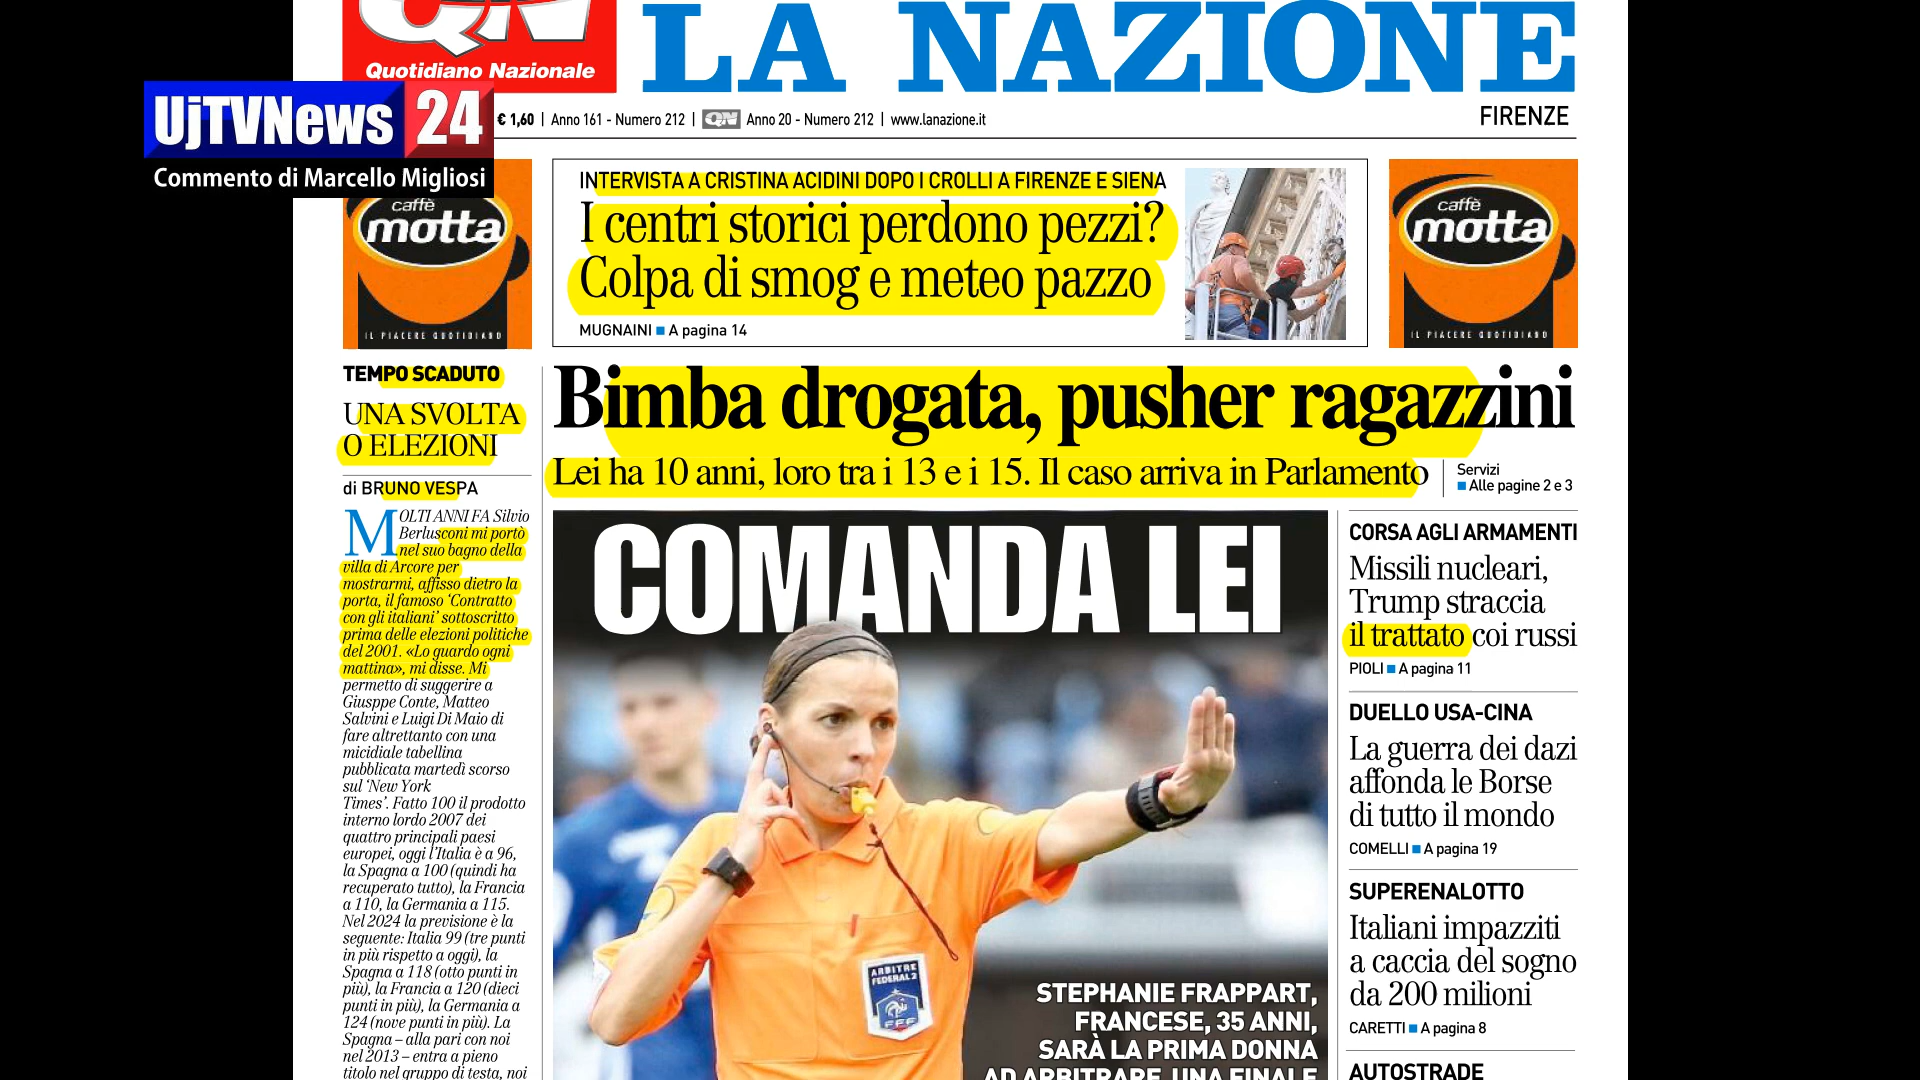 QN
Quotidiano Nazionale
LA NAZIONE
UjTVNews 24
Commento di Marcello Migliosi
€ 1,60 | Anno 161 - Numero 212 | QN Anno 20 - Numero 212 | www.lanazione.it
FIRENZE
caffè
motta
IL PIACERE QUOTIDIANO
INTERVISTA A CRISTINA ACIDINI DOPO I CROLLI A FIRENZE E SIENA
I centri storici perdono pezzi?
Colpa di smog e meteo pazzo
MUGNAINI ■ A pagina 14
caffè
motta
IL PIACERE QUOTIDIANO
TEMPO SCADUTO
UNA SVOLTA
O ELEZIONI
di BRUNO VESPA
MOLTI ANNI FA Silvio
Berlusconi mi portò
nel suo bagno della
villa di Arcore per
mostrarmi, affisso dietro la
porta, il famoso ‘Contratto
con gli italiani’ sottoscritto
prima delle elezioni politiche
del 2001. «Lo guardo ogni
mattina», mi disse. Mi
permetto di suggerire a
Giusppe Conte, Matteo
Salvini e Luigi Di Maio di
fare altrettanto con una
micidiale tabellina
pubblicata martedì scorso
sul ‘New York
Times’. Fatto 100 il prodotto
interno lordo 2007 dei
quattro principali paesi
europei, oggi l’Italia è a 96,
la Spagna a 100 (quindi ha
recuperato tutto), la Francia
a 110, la Germania a 115.
Nel 2024 la previsione è la
seguente: Italia 99 (tre punti
in più rispetto a oggi), la
Spagna a 118 (otto punti in
più), la Francia a 120 (dieci
punti in più), la Germania a
124 (nove punti in più). La
Spagna – alla pari con noi
nel 2013 – entra a pieno
titolo nel gruppo di testa, noi
Bimba drogata, pusher ragazzini
Lei ha 10 anni, loro tra i 13 e i 15. Il caso arriva in Parlamento
Servizi
■ Alle pagine 2 e 3
COMANDA LEI
ARBITRE
FEDERAL 2
FFF
STEPHANIE FRAPPART,
FRANCESE, 35 ANNI,
SARÀ LA PRIMA DONNA
AD ARBITRARE UNA FINALE
CORSA AGLI ARMAMENTI
Missili nucleari,
Trump straccia
il trattato coi russi
PIOLI ■ A pagina 11
DUELLO USA-CINA
La guerra dei dazi
affonda le Borse
di tutto il mondo
COMELLI ■ A pagina 19
SUPERENALOTTO
Italiani impazziti
a caccia del sogno
da 200 milioni
CARETTI ■ A pagina 8
AUTOSTRADE